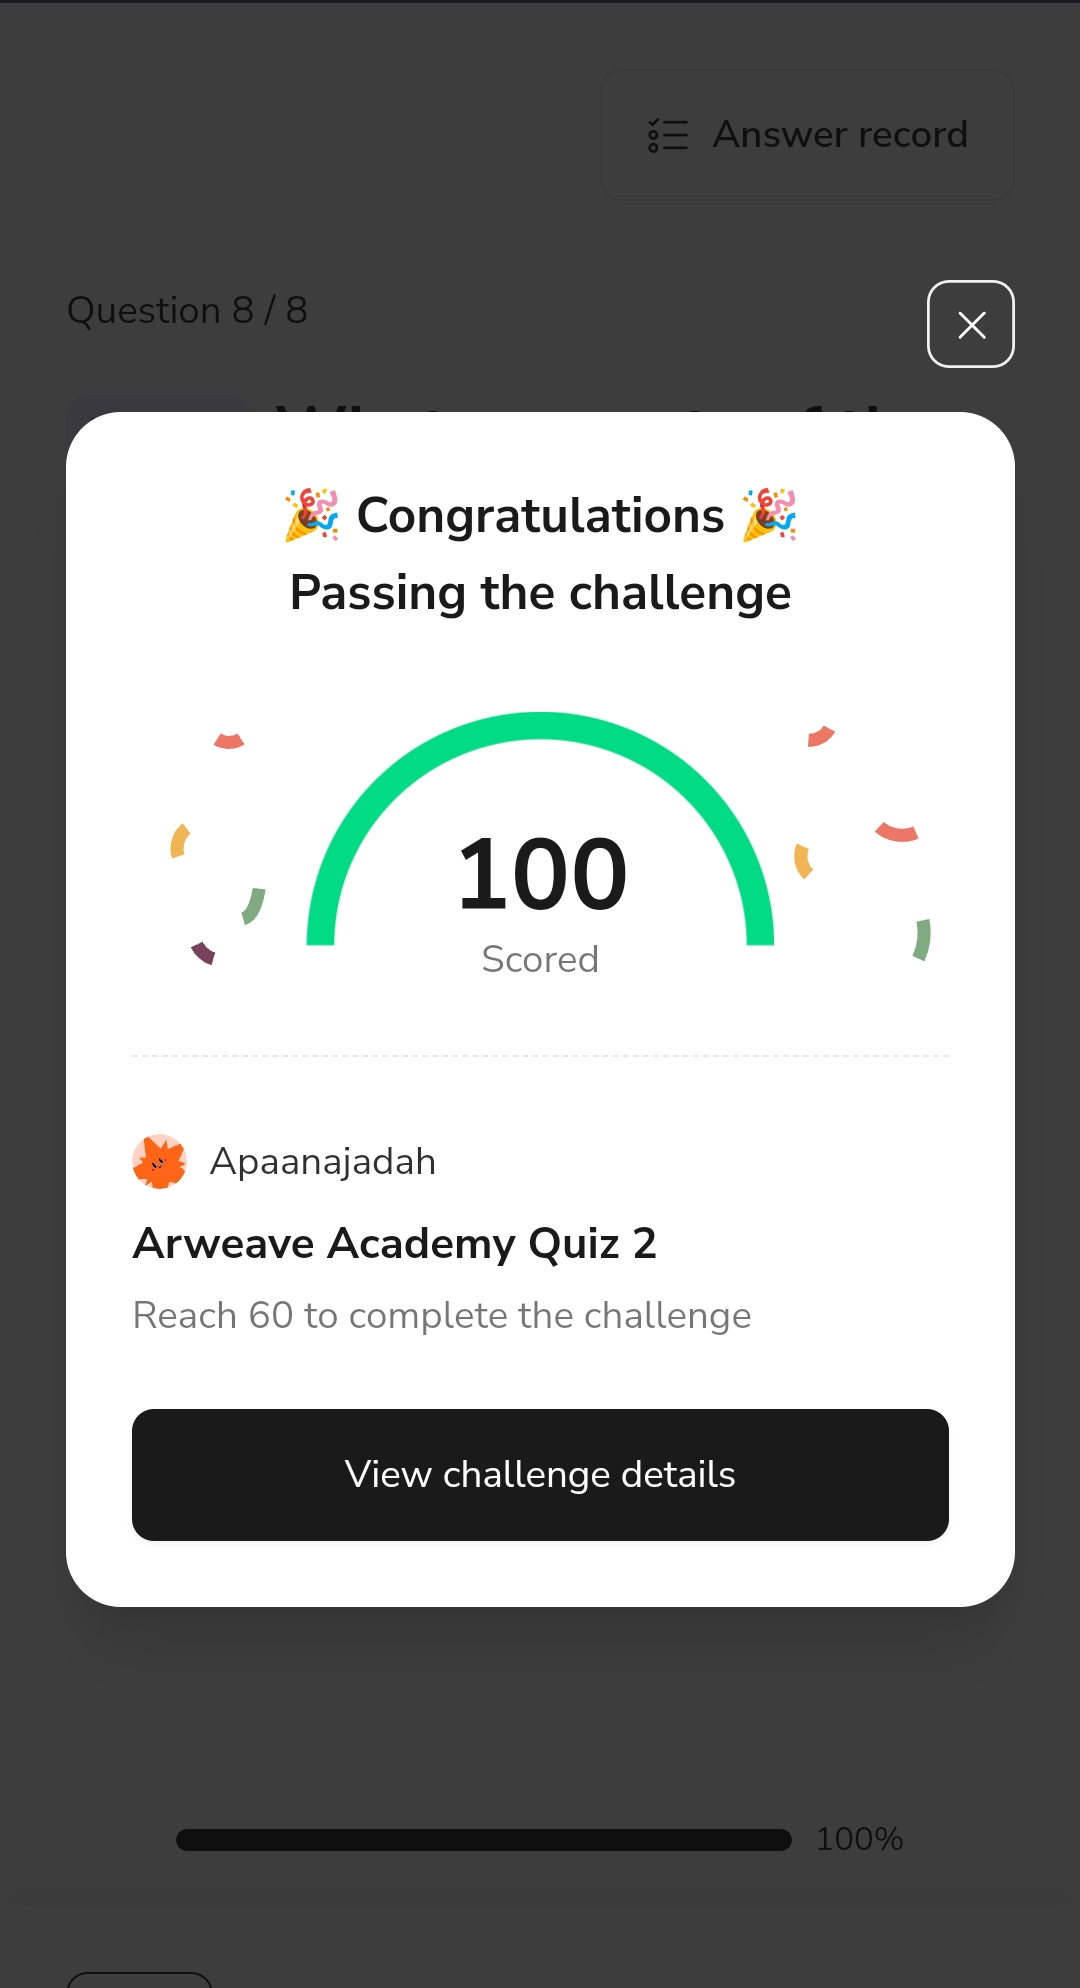 Answer record
Question 8 / 8
🎉 Congratulations 🎉
Passing the challenge
100
Scored
Apaanajadah
Arweave Academy Quiz 2
Reach 60 to complete the challenge
View challenge details
100%